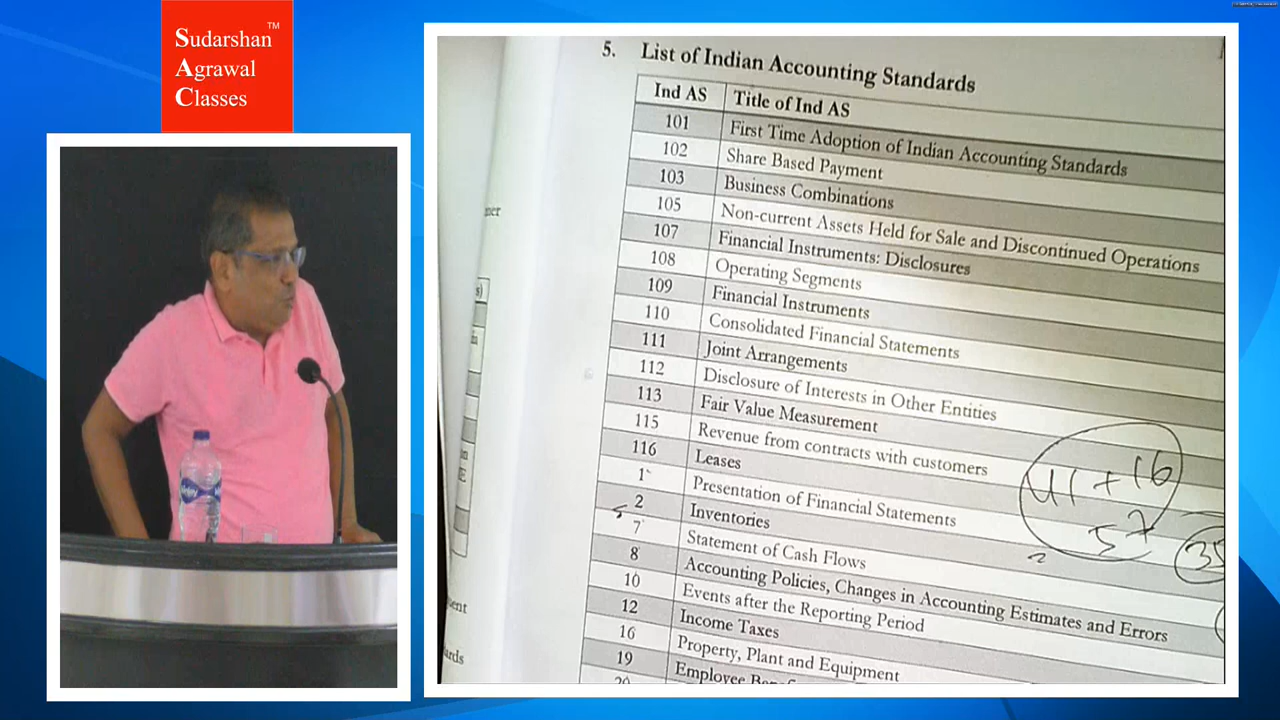 Sudarshan™
Agrawal
Classes
5. List of Indian Accounting Standards
Ind AS Title of Ind AS
101 First Time Adoption of Indian Accounting Standards
102 Share Based Payment
103 Business Combinations
105 Non-current Assets Held for Sale and Discontinued Operations
107 Financial Instruments: Disclosures
108 Operating Segments
109 Financial Instruments
110 Consolidated Financial Statements
111 Joint Arrangements
112 Disclosure of Interests in Other Entities
113 Fair Value Measurement
115 Revenue from contracts with customers
116 Leases
1 Presentation of Financial Statements
2 Inventories
7 Statement of Cash Flows
8 Accounting Policies, Changes in Accounting Estimates and Errors
10 Events after the Reporting Period
12 Income Taxes
16 Property, Plant and Equipment
19 Employee
41 + 16
57